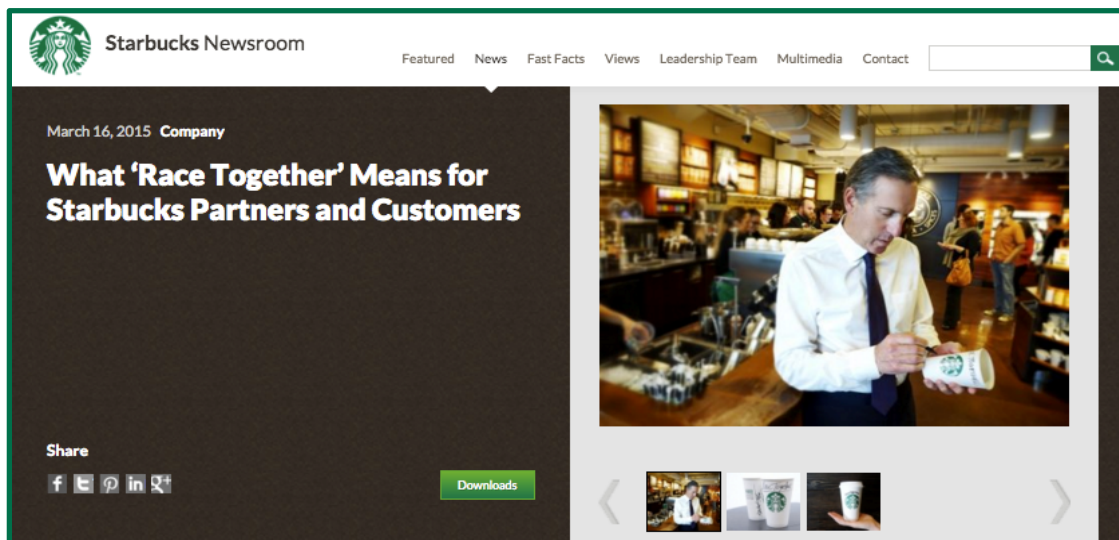 Starbucks Newsroom
Featured News Fast Facts Views Leadership Team Multimedia Contact
March 16, 2015 Company
What ‘Race Together’ Means for
Starbucks Partners and Customers
Share
Downloads